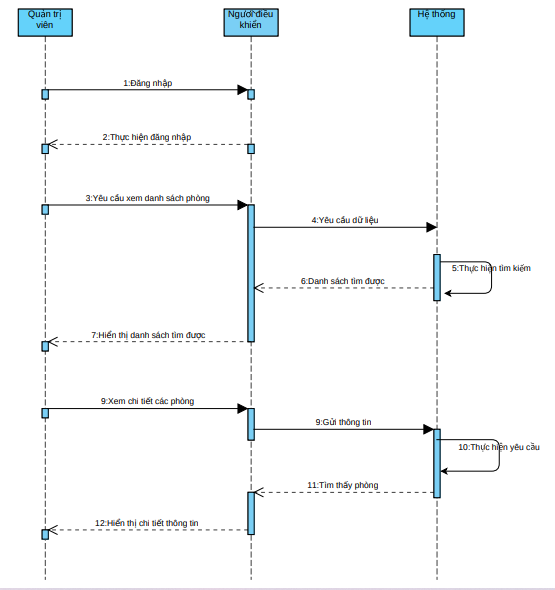 Quản trị
viên
Người điều
khiển
Hệ thống
1:Đăng nhập
2:Thực hiện đăng nhập
3:Yêu cầu xem danh sách phòng
4:Yêu cầu dữ liệu
5:Thực hiện tìm kiếm
6:Danh sách tìm được
7:Hiển thị danh sách tìm được
9:Xem chi tiết các phòng
9:Gửi thông tin
10:Thực hiện yêu cầu
11:Tìm thấy phòng
12:Hiển thị chi tiết thông tin